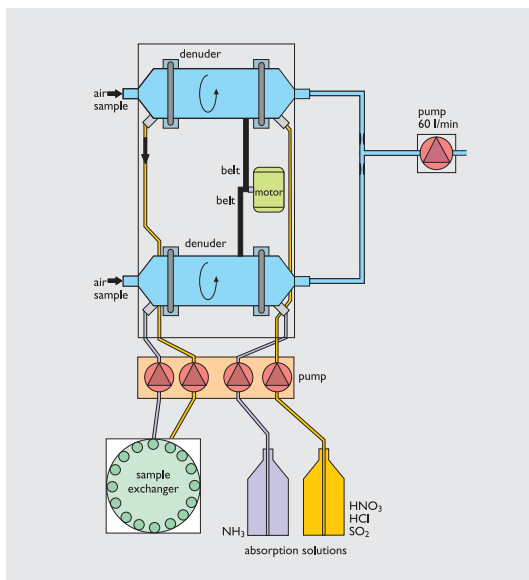 denuder
air
sample
pump
60 l/min
belt
motor
belt
denuder
air
sample
pump
sample
exchanger
HNO₃
HCl
NH₃
SO₂
absorption solutions